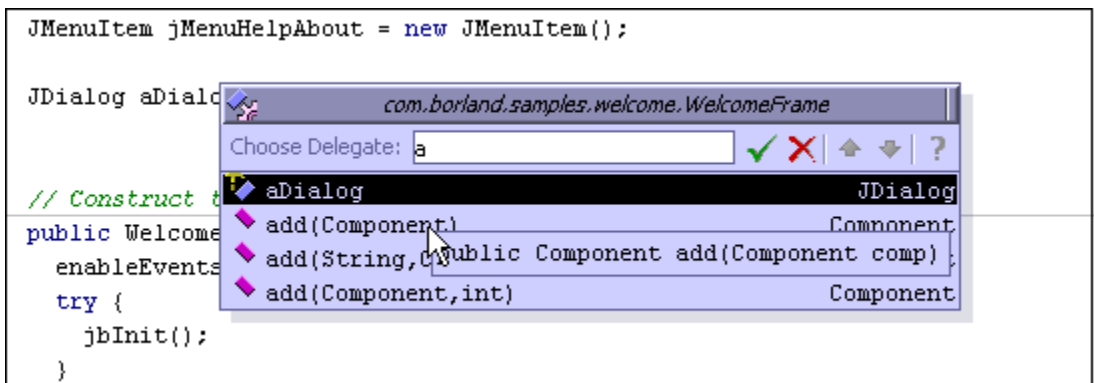 JMenuItem jMenuHelpAbout = new JMenuItem();
JDialog aDialo
com.borland.samples.welcome.WelcomeFrame
Choose Delegate: a
?
aDialog JDialog
// Construct t
add(Component) Component
public Welcome
public Component add(Component comp)
add(String,
enableEvents
add(Component,int) Component
try {
jbInit();
}